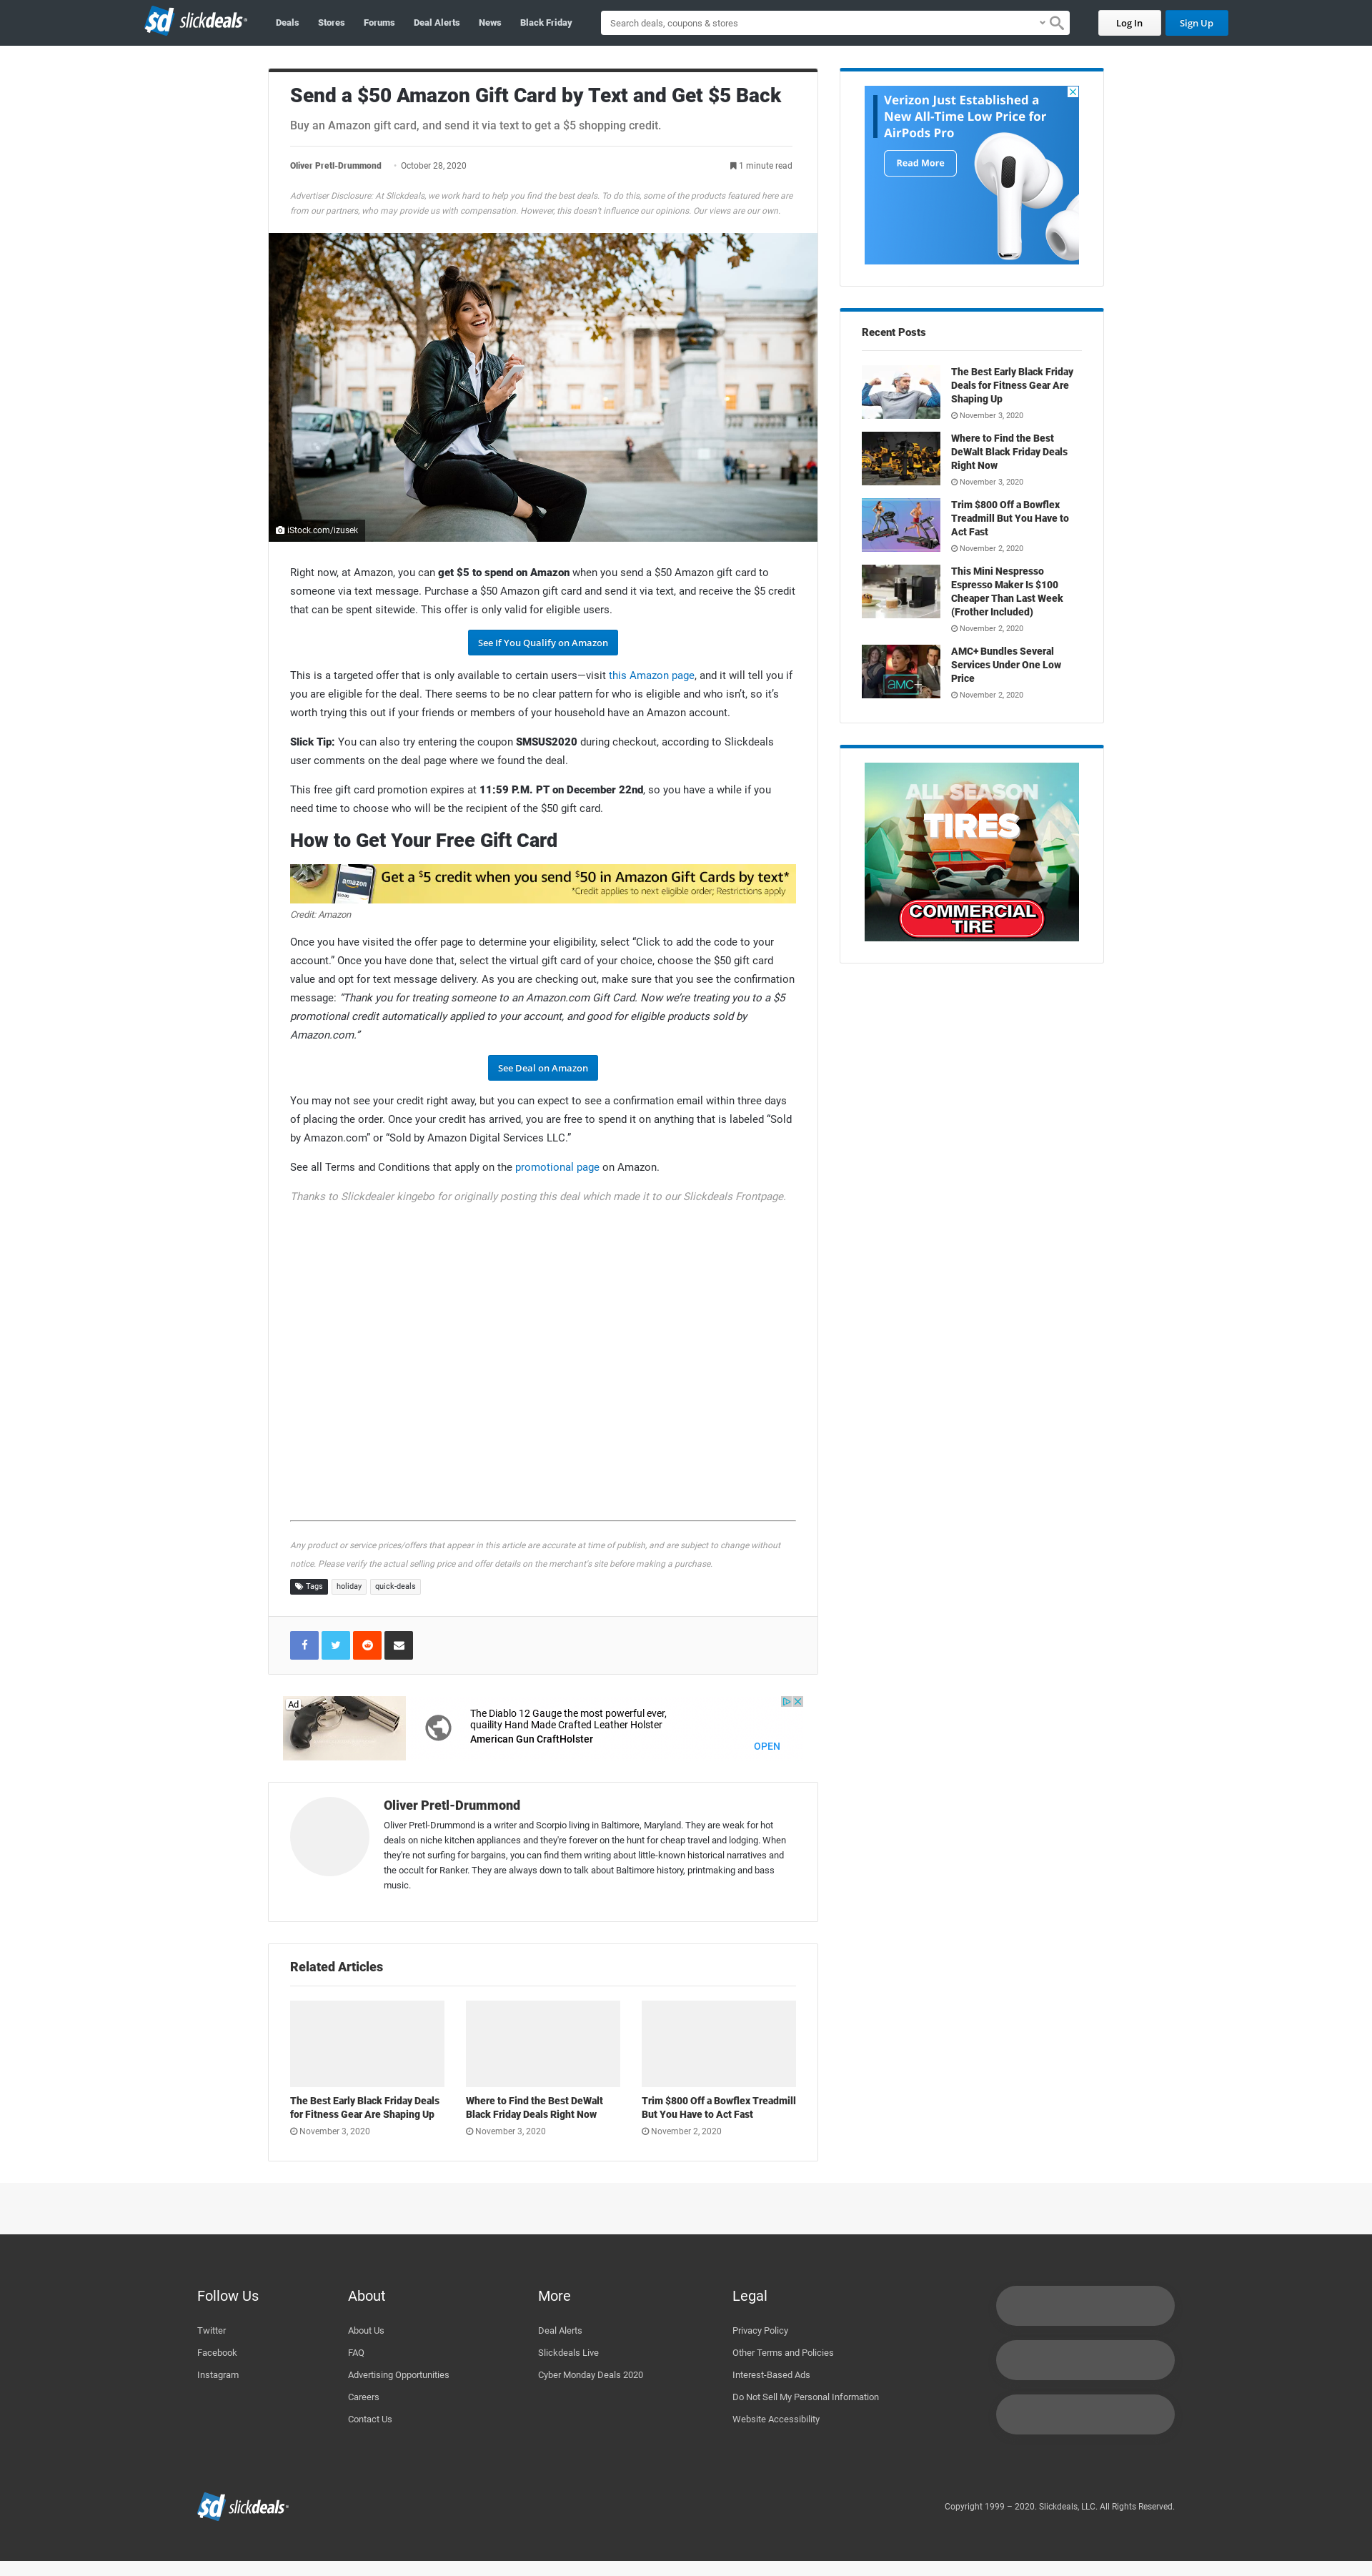 sd slickdeals
Deals
Stores
Forums
Deal Alerts
News
Black Friday
Search deals, coupons & stores
Log In
Sign Up
Send a $50 Amazon Gift Card by Text and Get $5 Back
Buy an Amazon gift card, and send it via text to get a $5 shopping credit.
Oliver Pretl-Drummond
October 28, 2020
1 minute read
Advertiser Disclosure: At Slickdeals, we work hard to help you find the best deals. To do this, some of the products featured here are
from our partners, who may provide us with compensation. However, this doesn't influence our opinions. Our views are our own.
iStock.com/izusek
Right now, at Amazon, you can get $5 to spend on Amazon when you send a $50 Amazon gift card to
someone via text message. Purchase a $50 Amazon gift card and send it via text, and receive the $5 credit
that can be spent sitewide. This offer is only valid for eligible users.
See If You Qualify on Amazon
This is a targeted offer that is only available to certain users—visit this Amazon page, and it will tell you if
you are eligible for the deal. There seems to be no clear pattern for who is eligible and who isn't, so it's
worth trying this out if your friends or members of your household have an Amazon account.
Slick Tip: You can also try entering the coupon SMSUS2020 during checkout, according to Slickdeals
user comments on the deal page where we found the deal.
This free gift card promotion expires at 11:59 P.M. PT on December 22nd, so you have a while if you
need time to choose who will be the recipient of the $50 gift card.
How to Get Your Free Gift Card
amazon
Get a $5 credit when you send $50 in Amazon Gift Cards by text*
*Credit applies to next eligible order; Restrictions apply
Credit: Amazon
Once you have visited the offer page to determine your eligibility, select “Click to add the code to your
account.” Once you have done that, select the virtual gift card of your choice, choose the $50 gift card
value and opt for text message delivery. As you are checking out, make sure that you see the confirmation
message: “Thank you for treating someone to an Amazon.com Gift Card. Now we're treating you to a $5
promotional credit automatically applied to your account, and good for eligible products sold by
Amazon.com.”
See Deal on Amazon
You may not see your credit right away, but you can expect to see a confirmation email within three days
of placing the order. Once your credit has arrived, you are free to spend it on anything that is labeled “Sold
by Amazon.com” or “Sold by Amazon Digital Services LLC.”
See all Terms and Conditions that apply on the promotional page on Amazon.
Thanks to Slickdealer kingebo for originally posting this deal which made it to our Slickdeals Frontpage.
Any product or service prices/offers that appear in this article are accurate at time of publish, and are subject to change without
notice. Please verify the actual selling price and offer details on the merchant's site before making a purchase.
Tags
holiday
quick-deals
Ad
The Diablo 12 Gauge the most powerful ever,
quaility Hand Made Crafted Leather Holster
American Gun CraftHolster
OPEN
Oliver Pretl-Drummond
Oliver Pretl-Drummond is a writer and Scorpio living in Baltimore, Maryland. They are weak for hot
deals on niche kitchen appliances and they're forever on the hunt for cheap travel and lodging. When
they're not surfing for bargains, you can find them writing about little-known historical narratives and
the occult for Ranker. They are always down to talk about Baltimore history, printmaking and bass
music.
Related Articles
The Best Early Black Friday Deals
for Fitness Gear Are Shaping Up
November 3, 2020
Where to Find the Best DeWalt
Black Friday Deals Right Now
November 3, 2020
Trim $800 Off a Bowflex Treadmill
But You Have to Act Fast
November 2, 2020
Verizon Just Established a
New All-Time Low Price for
AirPods Pro
Read More
Recent Posts
The Best Early Black Friday
Deals for Fitness Gear Are
Shaping Up
November 3, 2020
Where to Find the Best
DeWalt Black Friday Deals
Right Now
November 3, 2020
Trim $800 Off a Bowflex
Treadmill But You Have to
Act Fast
November 2, 2020
This Mini Nespresso
Espresso Maker Is $100
Cheaper Than Last Week
(Frother Included)
November 2, 2020
AMC+
AMC+ Bundles Several
Services Under One Low
Price
November 2, 2020
ALL SEASON
TIRES
COMMERCIAL
TIRE
Follow Us
Twitter
Facebook
Instagram
About
About Us
FAQ
Advertising Opportunities
Careers
Contact Us
More
Deal Alerts
Slickdeals Live
Cyber Monday Deals 2020
Legal
Privacy Policy
Other Terms and Policies
Interest-Based Ads
Do Not Sell My Personal Information
Website Accessibility
sd slickdeals
Copyright 1999 – 2020. Slickdeals, LLC. All Rights Reserved.